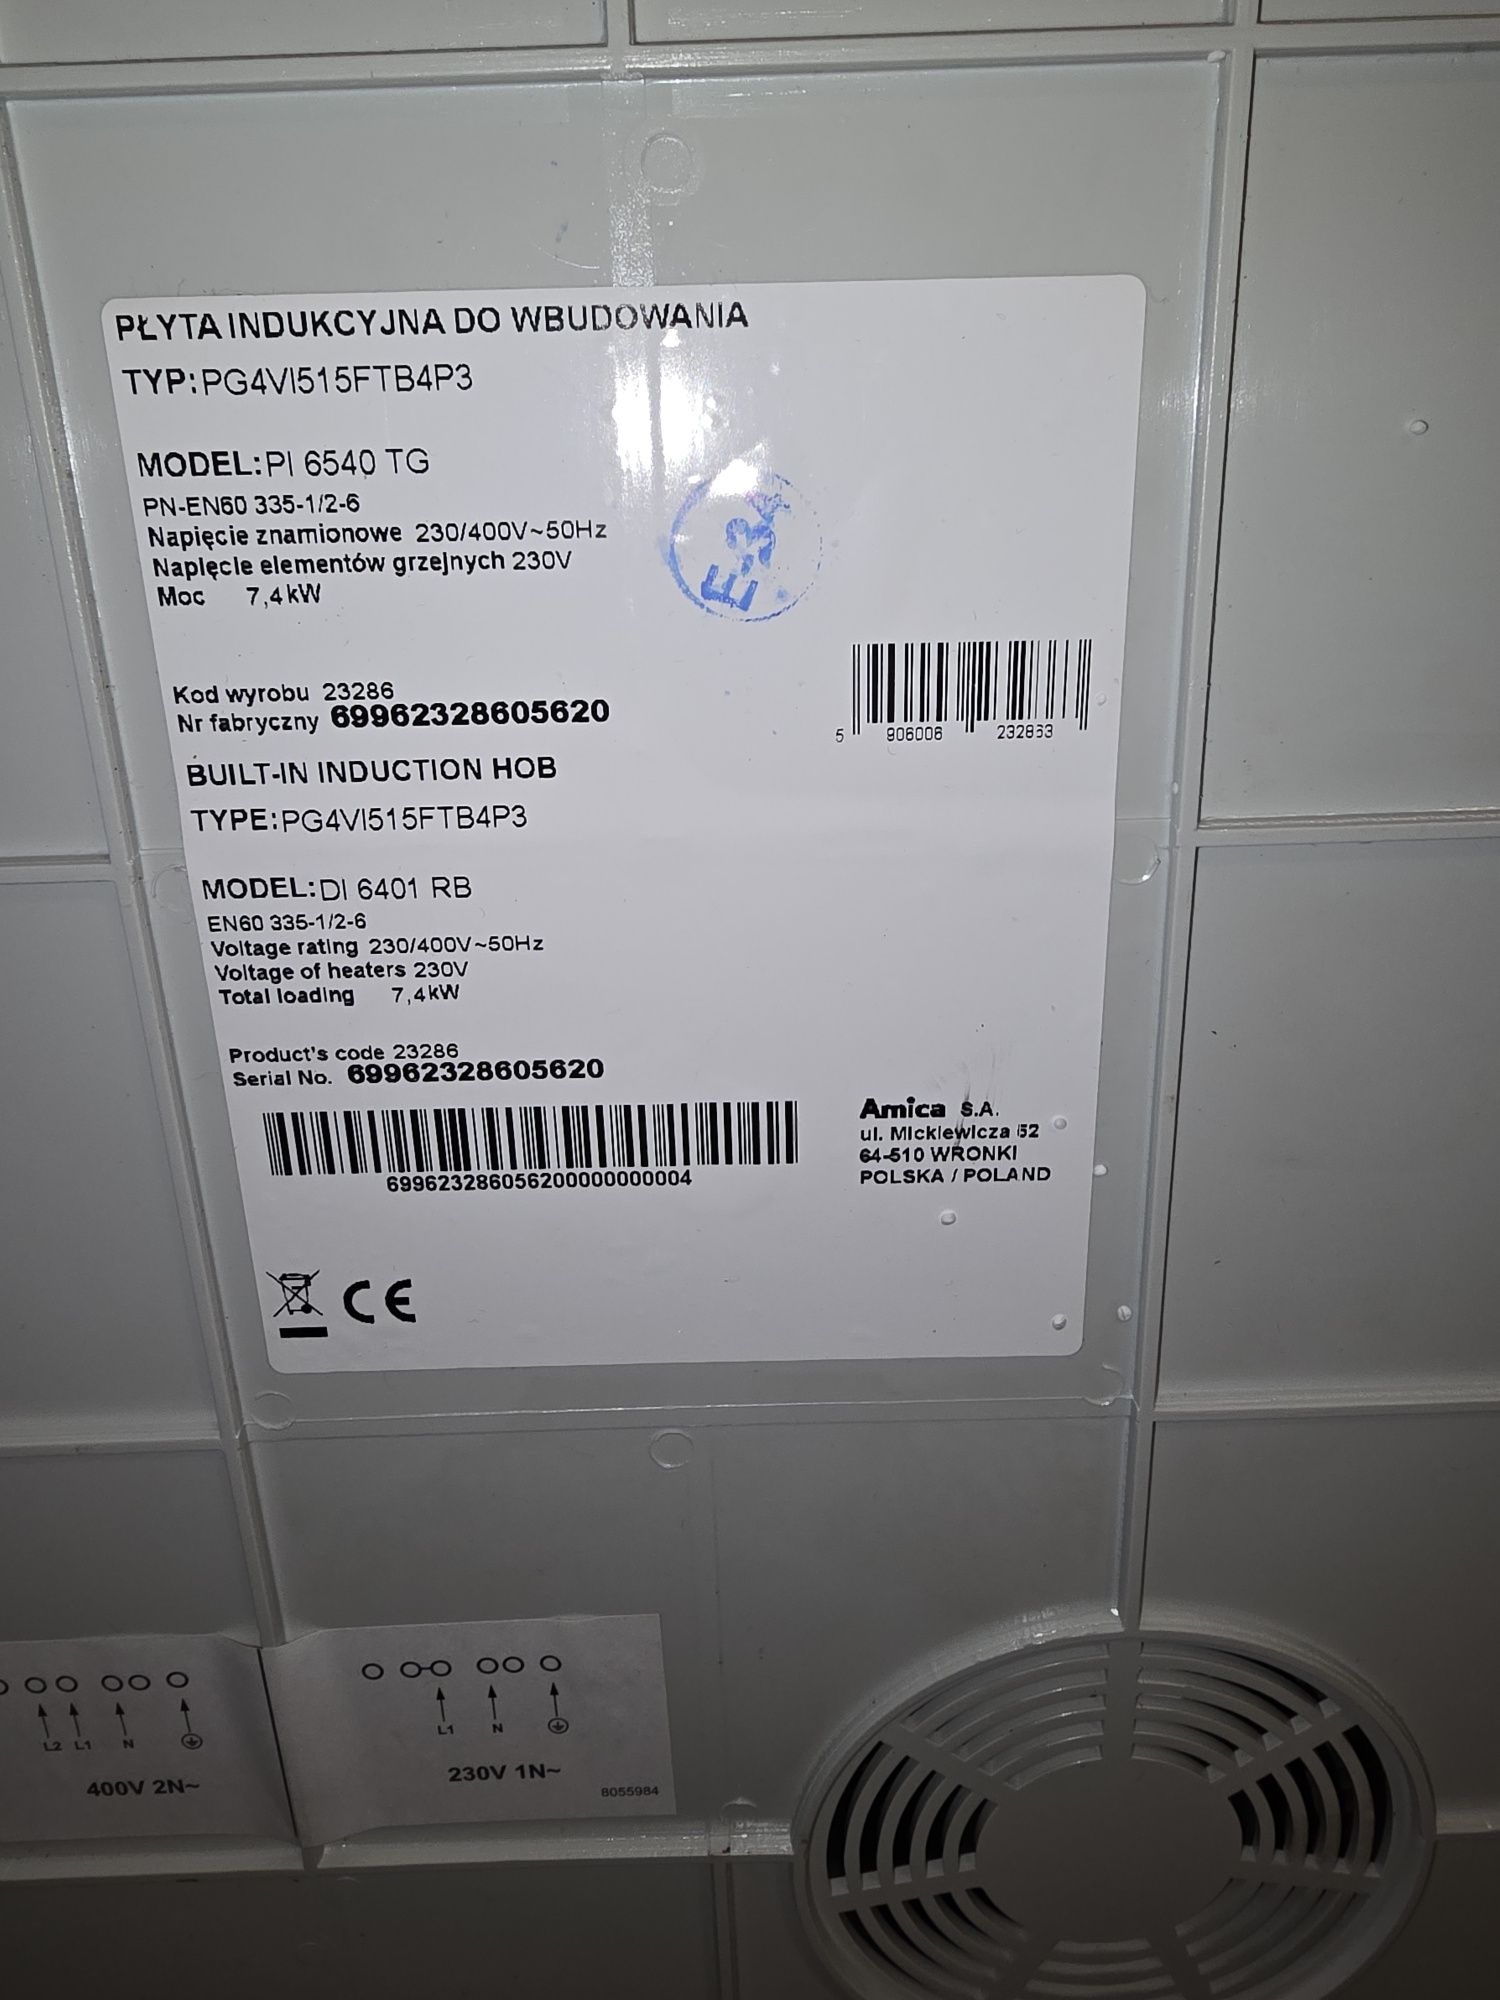 PŁYTA INDUKCYJNA DO WBUDOWANIA
TYP:PG4VI515FTB4P3
MODEL:PI 6540 TG
PN-EN60 335-1/2-6
Napięcie znamionowe 230/400V~50Hz
Napięcie elementów grzejnych 230V
Moc 7,4kW
E-3A
Kod wyrobu 23286
Nr fabryczny 69962328605620
5 906006 232863
BUILT-IN INDUCTION HOB
TYPE:PG4VI515FTB4P3
MODEL:DI 6401 RB
EN60 335-1/2-6
Voltage rating 230/400V~50Hz
Voltage of heaters 230V
Total loading 7,4kW
Product's code 23286
Serial No. 69962328605620
699623286056200000000004
Amica S.A.
ul. Mickiewicza 52
64-510 WRONKI
POLSKA / POLAND
CE
L2 L1 N
400V 2N~
L1 N
230V 1N~
8055984